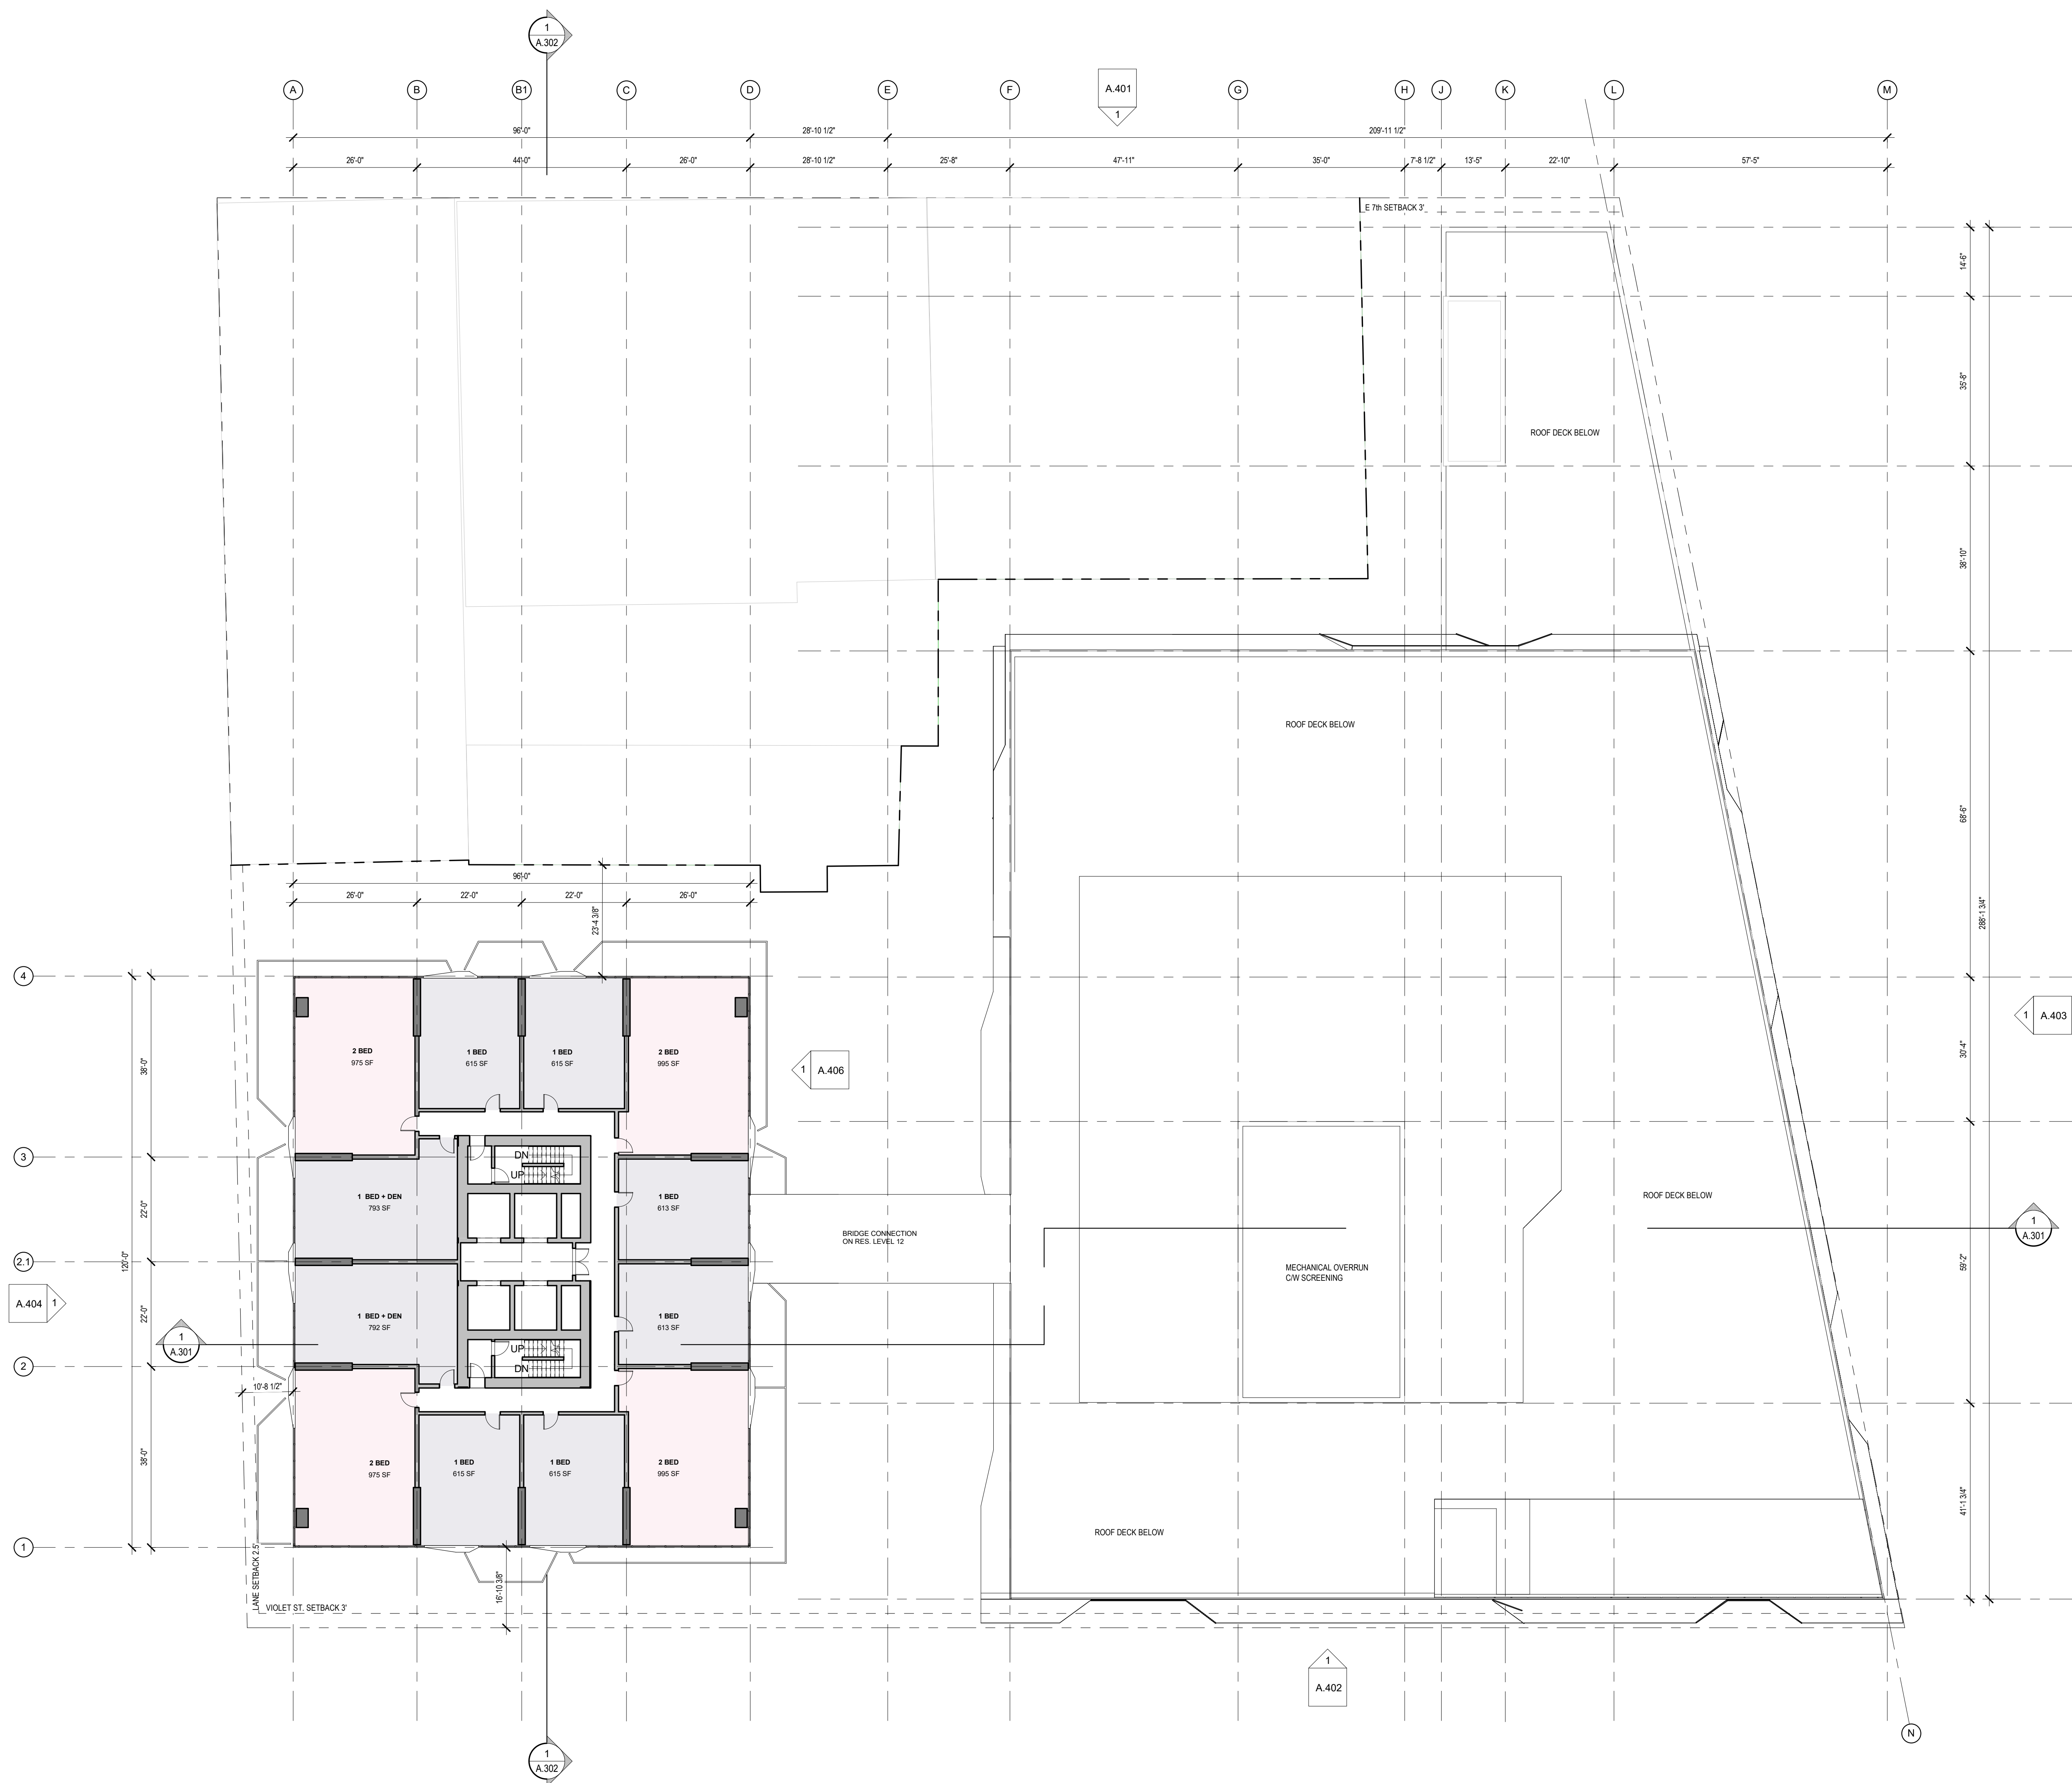 1
A.302
A
B
B1
C
D
E
F
G
H
J
K
L
M
A.401
1
96'-0"
28'-10 1/2"
209'-11 1/2"
26'-0"
44'-0"
26'-0"
28'-10 1/2"
25'-8"
47'-11"
35'-0"
7'-8 1/2"
13'-5"
22'-10"
57'-5"
E 7th SETBACK 3'
14'-6"
35'-8"
ROOF DECK BELOW
38'-10"
ROOF DECK BELOW
68'-6"
96'-0"
26'-0"
22'-0"
22'-0"
26'-0"
23'-4 3/8"
288'-1 3/4"
4
1
A.403
2 BED
975 SF
1 BED
615 SF
1 BED
615 SF
2 BED
995 SF
1
A.406
38'-0"
30'-4"
3
DN
UP
1 BED + DEN
793 SF
1 BED
613 SF
22'-0"
ROOF DECK BELOW
BRIDGE CONNECTION
ON RES. LEVEL 12
1
A.301
2.1
120'-0"
59'-2"
MECHANICAL OVERRUN
C/W SCREENING
A.404
1
22'-0"
1 BED + DEN
792 SF
1 BED
613 SF
1
A.301
UP
DN
2
10'-8 1/2"
38'-0"
2 BED
975 SF
1 BED
615 SF
1 BED
615 SF
2 BED
995 SF
41'-1 3/4"
ROOF DECK BELOW
1
LANE SETBACK 2.5'
16'-10 3/8"
VIOLET ST. SETBACK 3'
1
A.402
N
1
A.302